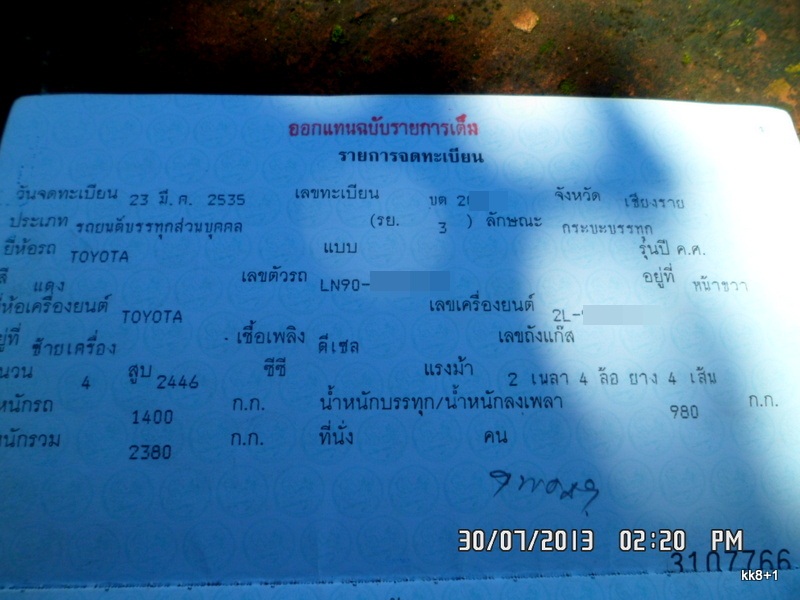 ออกแทนฉบับรายการเดิม
รายการจดทะเบียน
วันจดทะเบียน 23 มี.ค. 2535 เลขทะเบียน บต 2 จังหวัด เชียงราย
ประเภท รถยนต์บรรทุกส่วนบุคคล (รย. 3 ) ลักษณะ กระบะบรรทุก
ยี่ห้อรถ TOYOTA แบบ รุ่นปี ค.ศ.
สี แดง เลขตัวรถ LN90- อยู่ที่ หน้าขวา
ยี่ห้อเครื่องยนต์ TOYOTA เลขเครื่องยนต์ 2L-
อยู่ที่ ซ้ายเครื่อง เชื้อเพลิง ดีเซล เลขถังแก๊ส
จำนวน 4 สูบ 2446 ซีซี แรงม้า 2 เพลา 4 ล้อ ยาง 4 เส้น
น้ำหนักรถ 1400 ก.ก. น้ำหนักบรรทุก/น้ำหนักลงเพลา 980 ก.ก.
น้ำหนักรวม 2380 ก.ก. ที่นั่ง คน
30/07/2013 02:20 PM
3107766
kk8+1